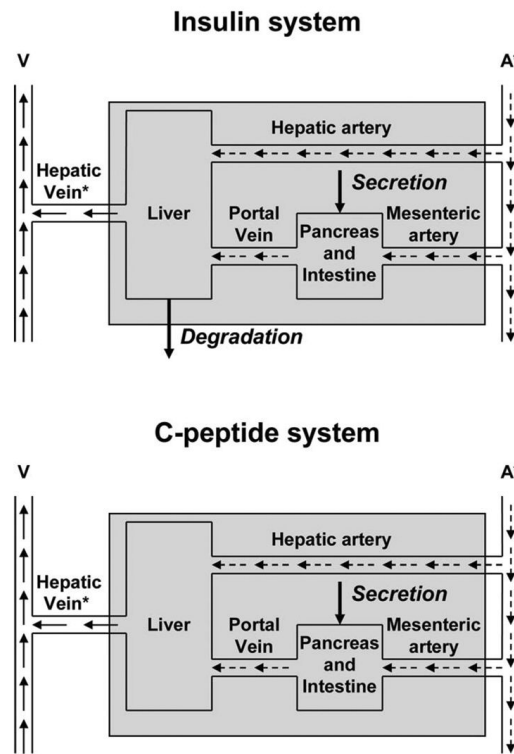 Insulin system
V
A
Hepatic artery
Hepatic
Vein*
Secretion
Liver
Portal
Vein
Pancreas
and
Intestine
Mesenteric
artery
Degradation
C-peptide system
V
A
Hepatic artery
Hepatic
Vein*
Secretion
Liver
Portal
Vein
Pancreas
and
Intestine
Mesenteric
artery